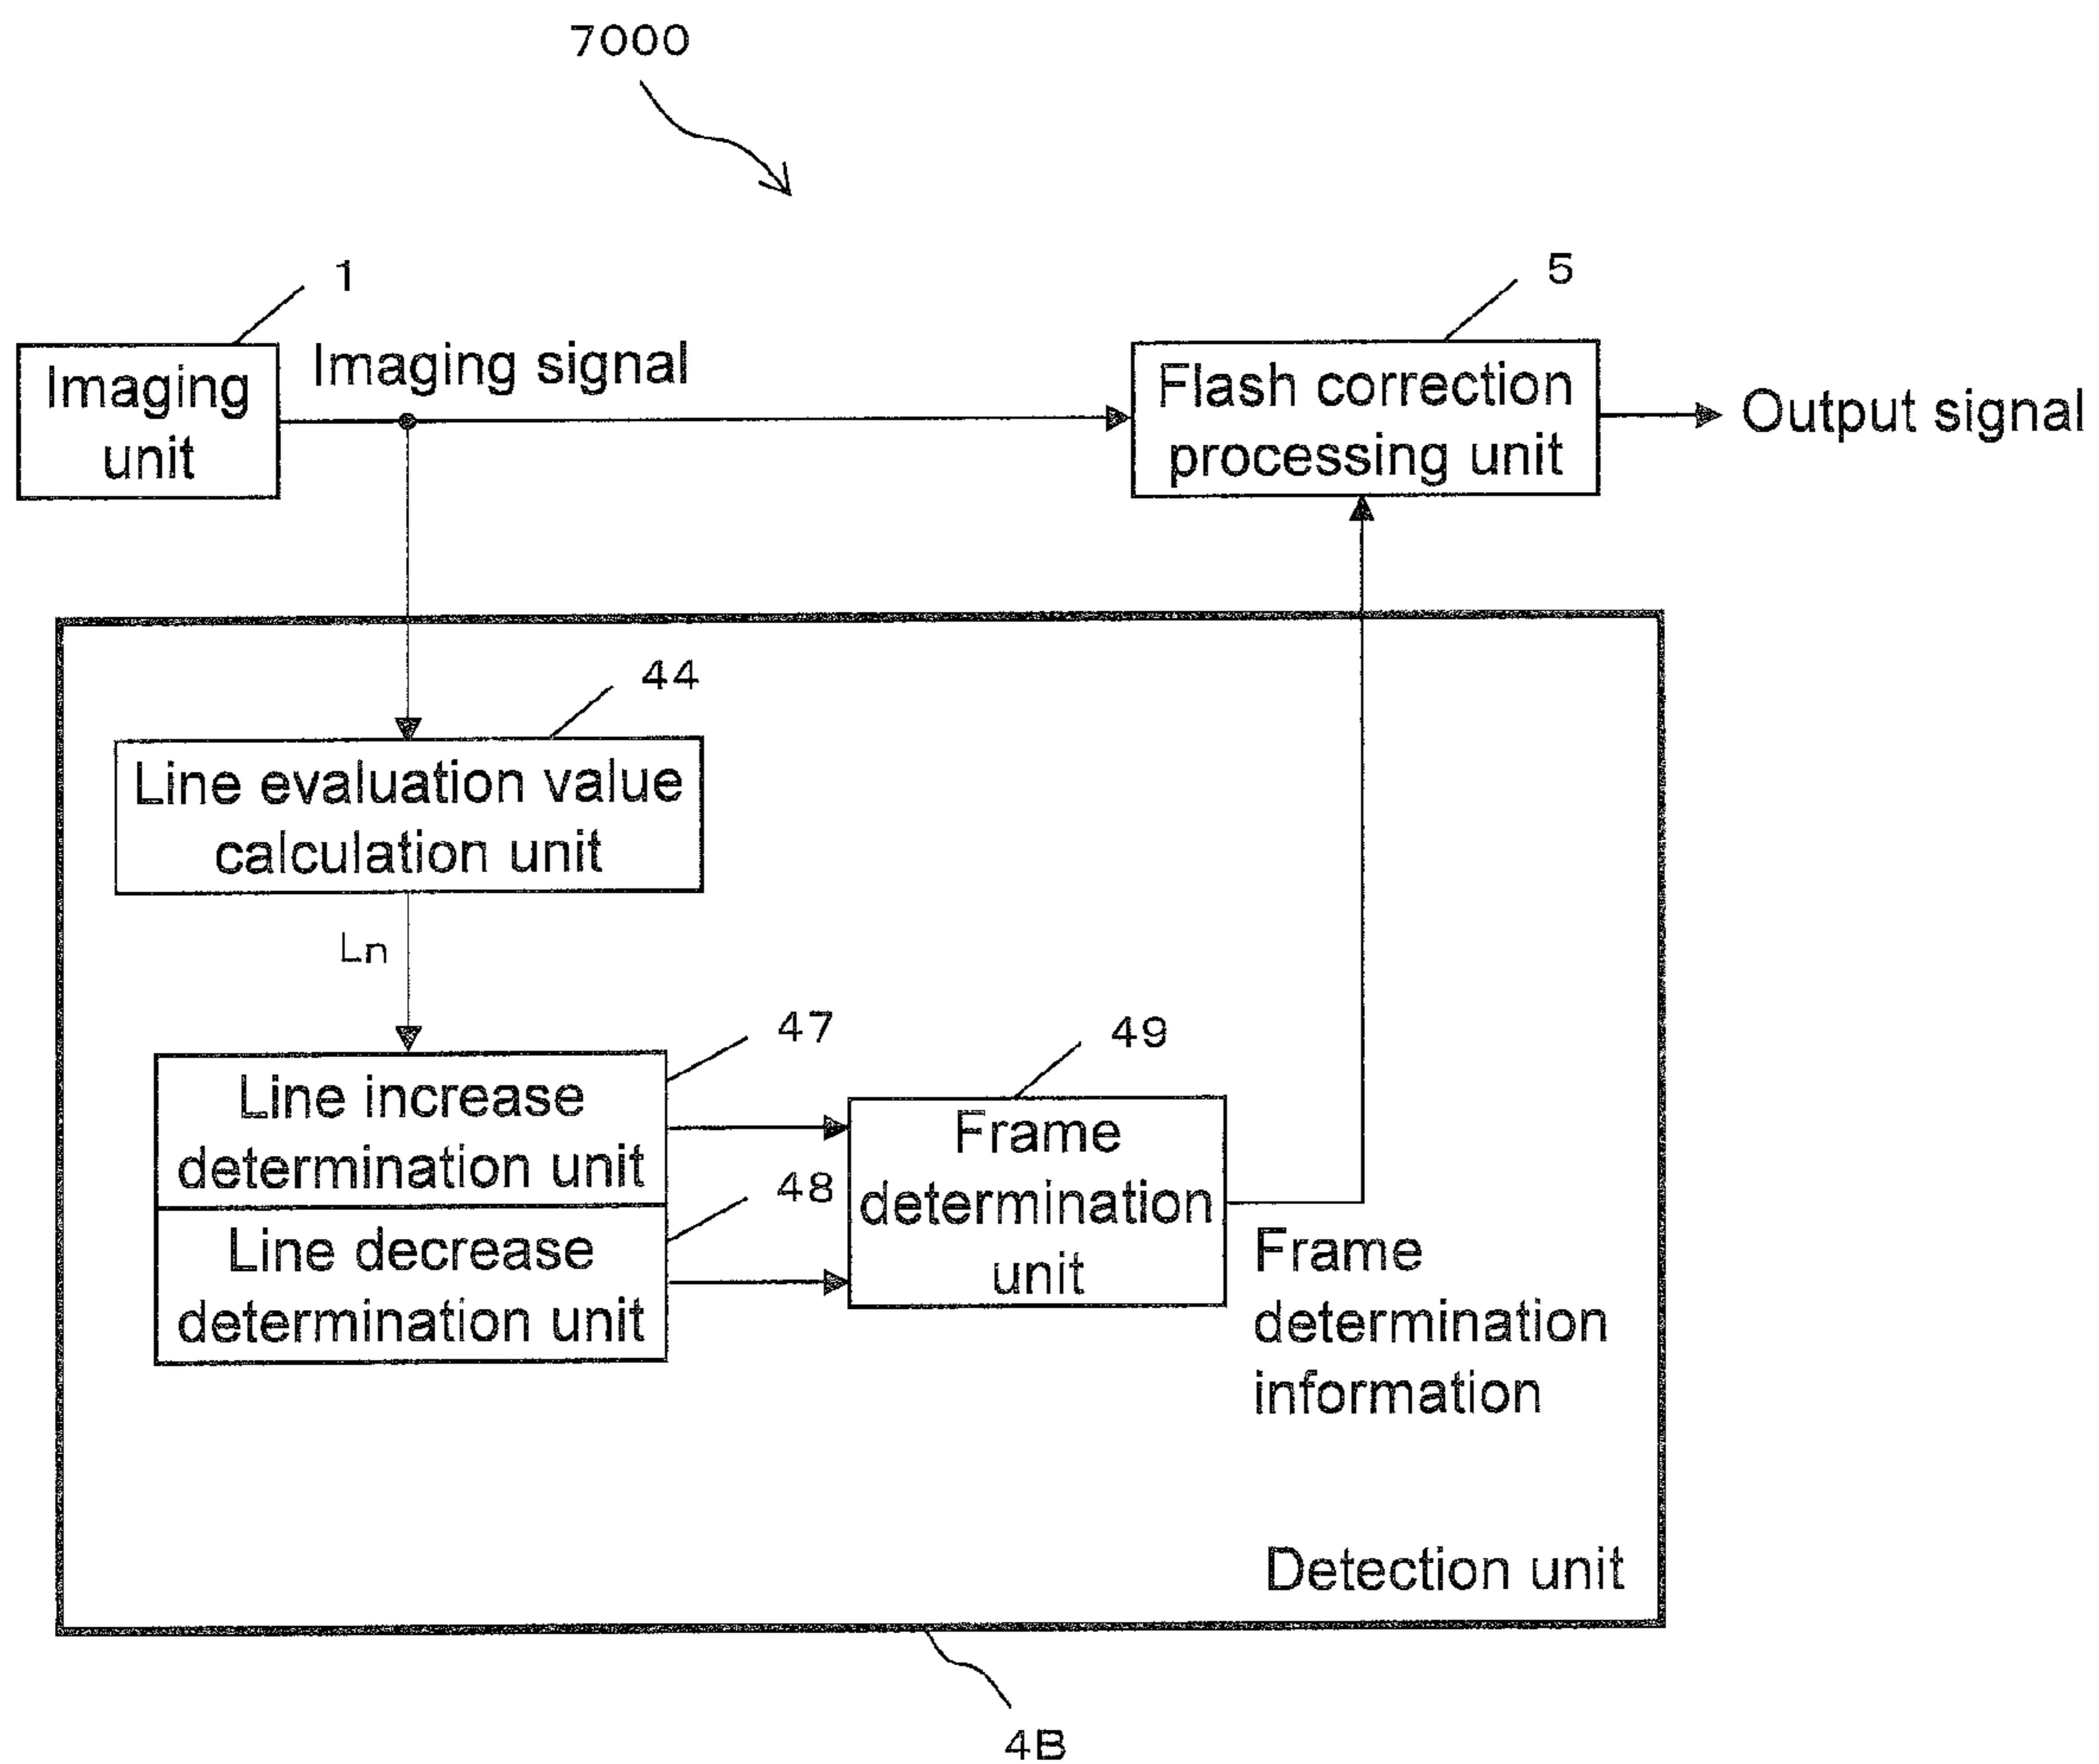 7000
1
5
Imaging
unit
Imaging signal
Flash correction
processing unit
Output signal
44
Line evaluation value
calculation unit
Ln
47
49
Line increase
determination unit
48
Line decrease
determination unit
Frame
determination
unit
Frame
determination
information
Detection unit
4B